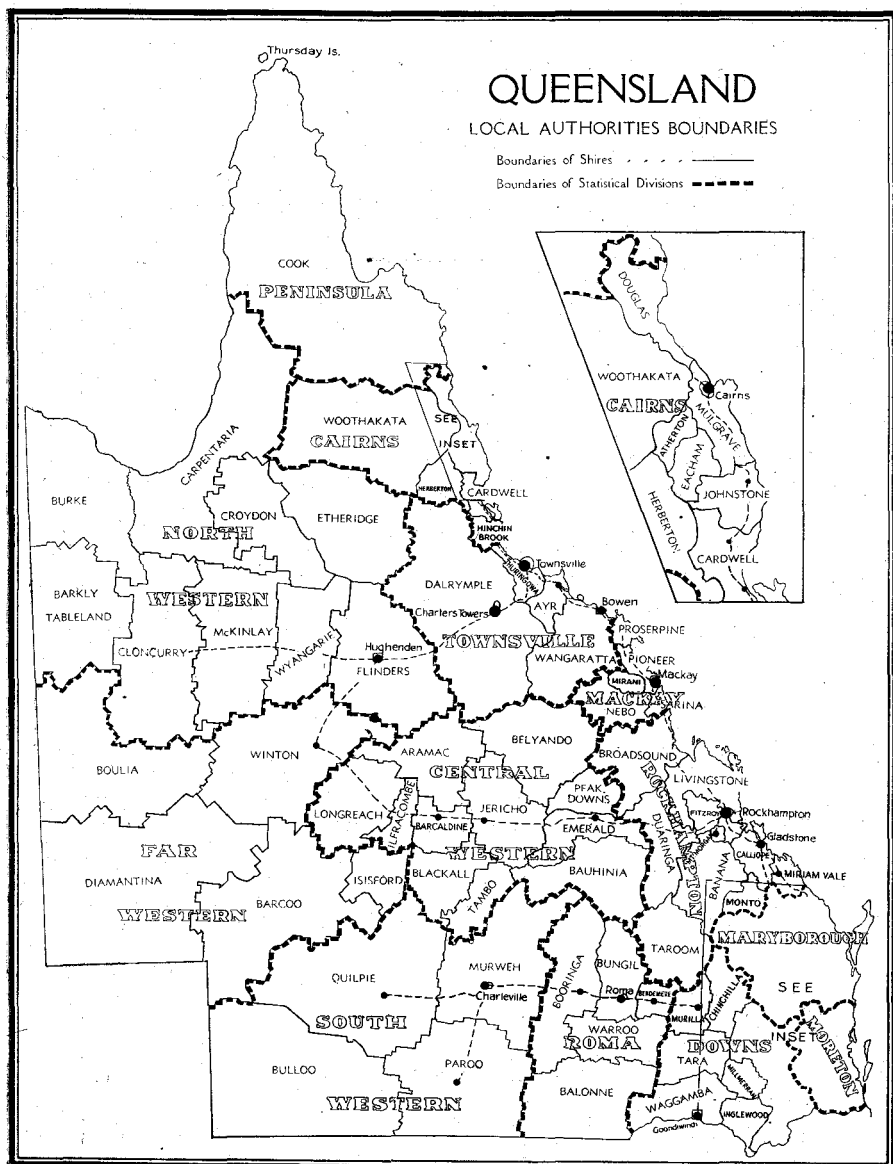 Thursday Is.
QUEENSLAND
LOCAL AUTHORITIES BOUNDARIES
Boundaries of Shires
Boundaries of Statistical Divisions
COOK
PENINSULA
DOUGLAS
WOOTHAKATA
CAIRNS
Cairns
MULGRAVE
ATHERTON
EACHAM
JOHNSTONE
HERBERTON
CARDWELL
WOOTHAKATA
CAIRNS
SEE
INSET
CARPENTARIA
HERBERTON
CARDWELL
BURKE
CROYDON
ETHERIDGE
NORTH
HINCHIN
BROOK
Townsville
THURINGOWA
DALRYMPLE
BARKLY
TABLELAND
WESTERN
Charters Towers
AYR
Bowen
McKINLAY
TOWNSVILLE
PROSERPINE
CLONCURRY
WYANGARIE
Hughenden
FLINDERS
WANGARATTA
PIONEER
MIRANI
Mackay
MACKAY
NEBO
BOULIA
WINTON
ARAMAC
BELYANDO
BROADSOUND
CENTRAL
LIVINGSTONE
PEAK
DOWNS
LONGREACH
ILFRACOMBE
JERICHO
BARCALDINE
EMERALD
ROCKHAMPTON
DUARINGA
FITZROY
Rockhampton
Gladstone
CALLIOPE
FAR
WESTERN
DIAMANTINA
WESTERN
BARCOO
ISISFORD
BLACKALL
TAMBO
BAUHINIA
BANANA
MIRIAM VALE
MONTO
MARYBOROUGH
TAROOM
QUILPIE
MURWEH
Charleville
BOORINGA
BUNGIL
Roma
BENDEMERE
MURILLA
CHINCHILLA
SEE
INSET
SOUTH
WARROO
ROMA
DOWNS
TARA
MORETON
BULLOO
PAROO
WESTERN
BALONNE
MILLMERRAN
WAGGAMBA
Goondiwindi
INGLEWOOD